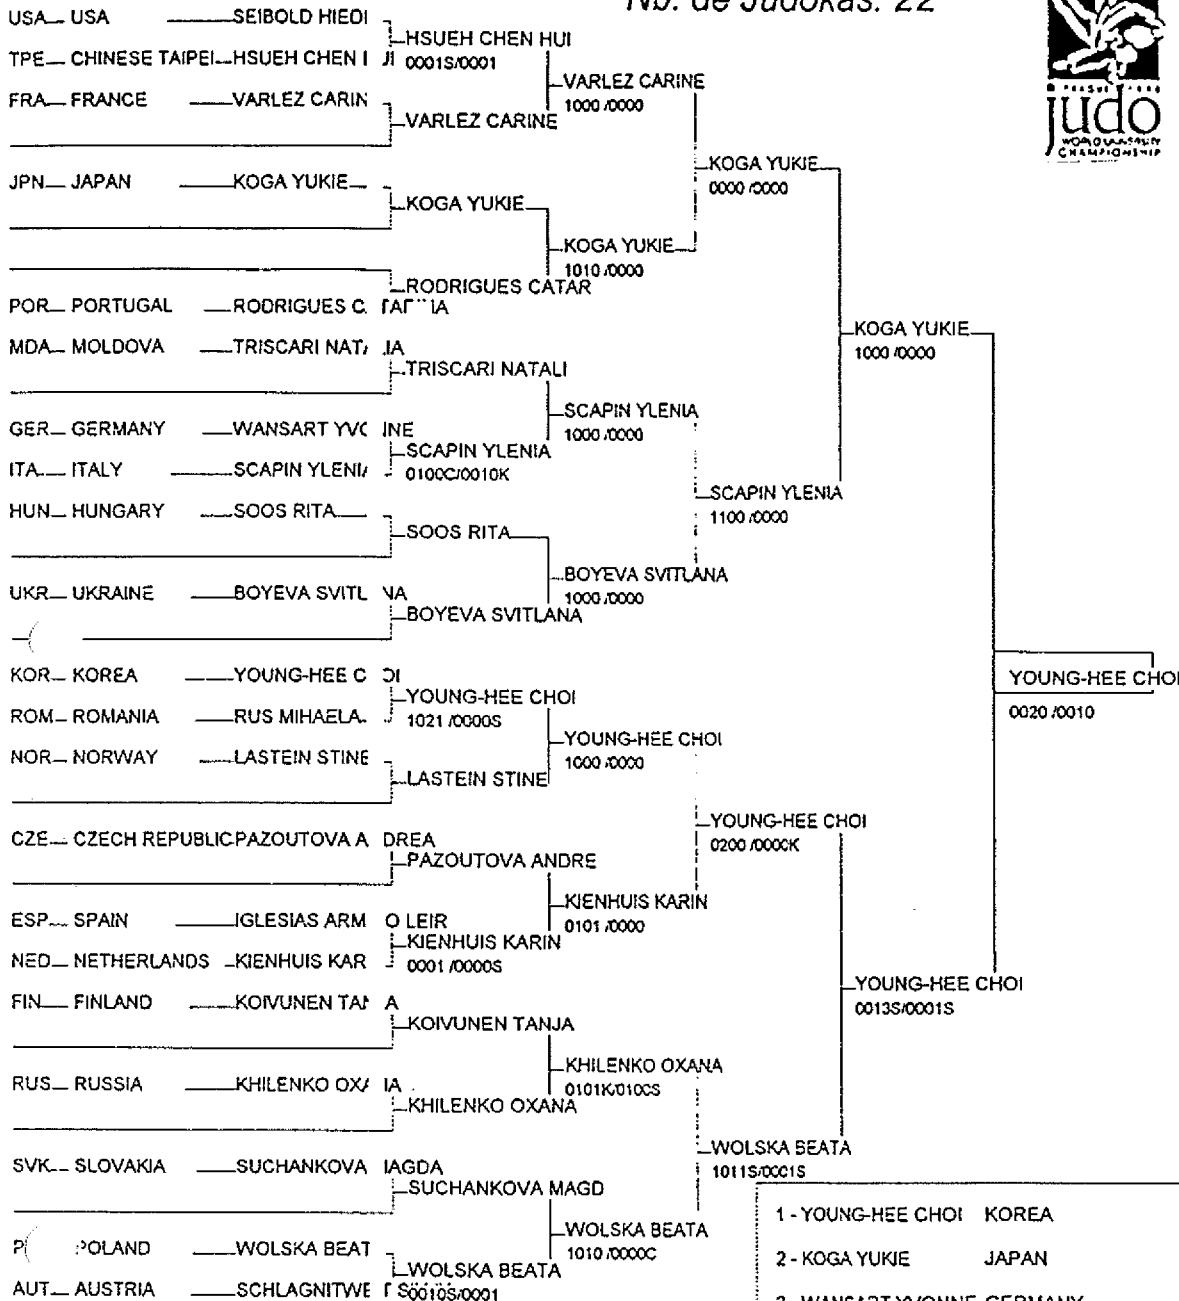 Nb. de Judokas: 22
judo
WORLD UNIVERSITY
CHAMPIONSHIP
USA USA SEIBOLD HIEDI
HSUEH CHEN HUI
0001S/0001
TPE CHINESE TAIPEI HSUEH CHEN
VARLEZ CARINE
1000 /0000
FRA FRANCE VARLEZ CARIN
VARLEZ CARINE
KOGA YUKIE
0000 /0000
JPN JAPAN KOGA YUKIE
KOGA YUKIE
KOGA YUKIE
1010 /0000
RODRIGUES CATAR
POR PORTUGAL RODRIGUES
KOGA YUKIE
1000 /0000
MDA MOLDOVA TRISCARI
TRISCARI NATALI
SCAPIN YLENIA
1000 /0000
GER GERMANY WANSART
SCAPIN YLENIA
0100C/0010K
ITA ITALY SCAPIN
SCAPIN YLENIA
1100 /0000
HUN HUNGARY SOOS RITA
SOOS RITA
BOYEVA SVITLANA
1000 /0000
UKR UKRAINE BOYEVA
BOYEVA SVITLANA
YOUNG-HEE CHOI
0020 /0010
KOR KOREA YOUNG-HEE
YOUNG-HEE CHOI
1021 /0000S
ROM ROMANIA RUS MIHAELA
YOUNG-HEE CHOI
1000 /0000
NOR NORWAY LASTEIN STINE
LASTEIN STINE
YOUNG-HEE CHOI
0200 /0000K
CZE CZECH REPUBLIC PAZOUTOVA
PAZOUTOVA ANDRE
KIENHUIS KARIN
0101 /0000
ESP SPAIN IGLESIAS ARM O LEIR
KIENHUIS KARIN
0001 /0000S
NED NETHERLANDS KIENHUIS KAR
YOUNG-HEE CHOI
0013S/0001S
FIN FINLAND KOIVUNEN
KOIVUNEN TANJA
KHILENKO OXANA
0101K/0100S
RUS RUSSIA KHILENKO
KHILENKO OXANA
WOLSKA BEATA
1011S/0001S
SVK SLOVAKIA SUCHANKOVA
SUCHANKOVA MAGD
WOLSKA BEATA
1010 /0000C
POLAND WOLSKA BEAT
WOLSKA BEATA
0010S/0001
AUT AUSTRIA SCHLAGNITWE
1 - YOUNG-HEE CHOI KOREA
2 - KOGA YUKIE JAPAN
3 - WANSART YVONNE GERMANY